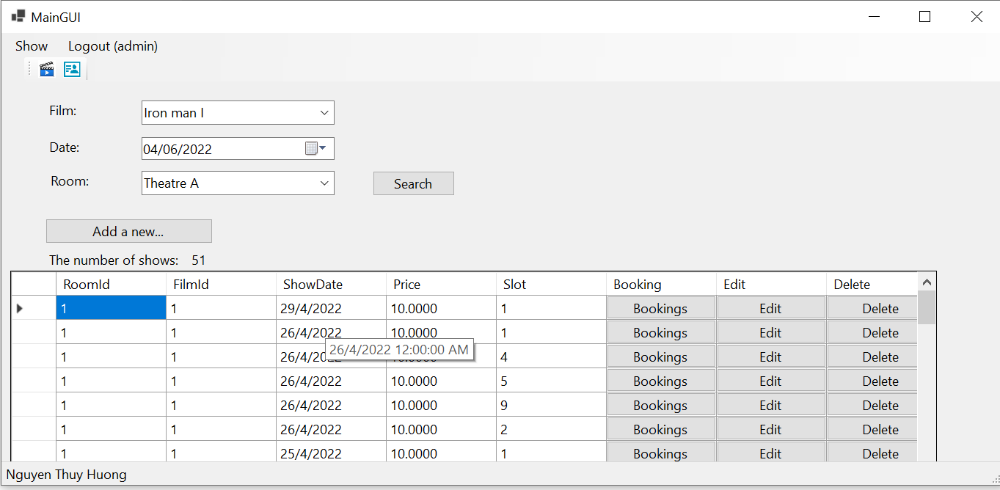 MainGUI
Show Logout (admin)
Film: Iron man I
Date: 04/06/2022
Room: Theatre A Search
Add a new...
The number of shows: 51
RoomId FilmId ShowDate Price Slot Booking Edit Delete
1 1 29/4/2022 10.0000 1 Bookings Edit Delete
1 1 26/4/2022 10.0000 1 Bookings Edit Delete
26/4/2022 12:00:00 AM
1 1 26/4/2022 10.0000 4 Bookings Edit Delete
1 1 26/4/2022 10.0000 5 Bookings Edit Delete
1 1 26/4/2022 10.0000 9 Bookings Edit Delete
1 1 26/4/2022 10.0000 2 Bookings Edit Delete
1 1 25/4/2022 10.0000 1 Bookings Edit Delete
Nguyen Thuy Huong